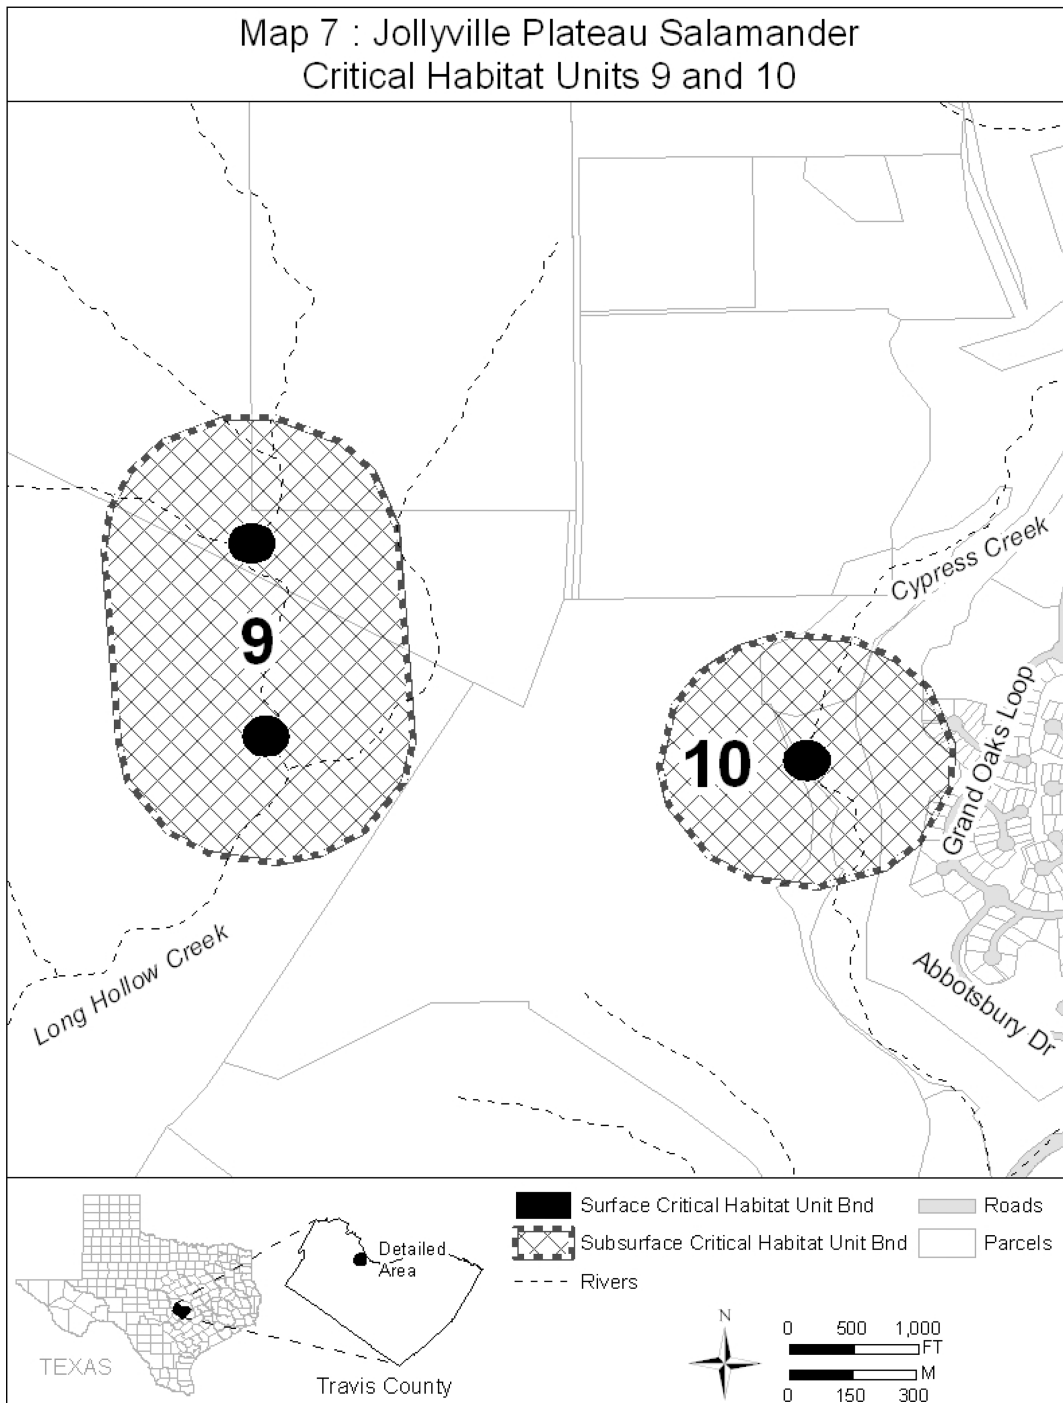 Map 7 : Jollyville Plateau Salamander
Critical Habitat Units 9 and 10
Cypress Creek
9
Grand Oaks Loop
10
Long Hollow Creek
Abbotsbury Dr
Surface Critical Habitat Unit Bnd
Roads
Subsurface Critical Habitat Unit Bnd
Parcels
Rivers
Detailed
Area
TEXAS
Travis County
N
0 500 1,000
FT
M
0 150 300